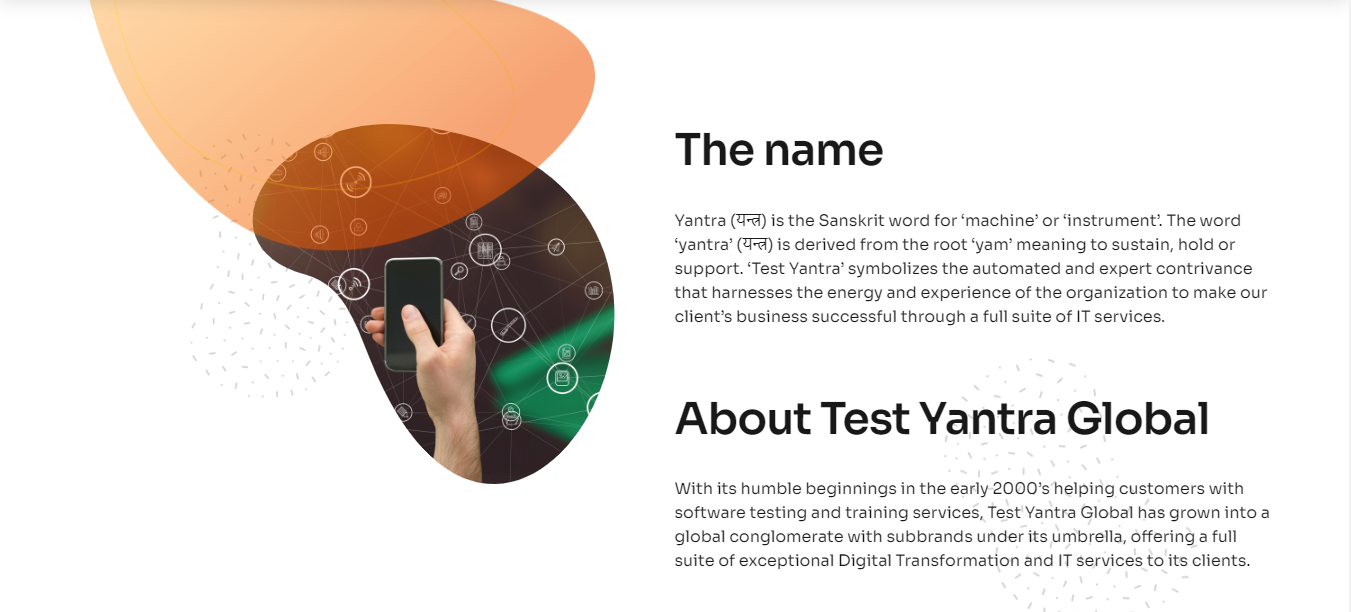 The name
Yantra (यन्त्र) is the Sanskrit word for ‘machine’ or ‘instrument’. The word
‘yantra’ (यन्त्र) is derived from the root ‘yam’ meaning to sustain, hold or
support. ‘Test Yantra’ symbolizes the automated and expert contrivance
that harnesses the energy and experience of the organization to make our
client’s business successful through a full suite of IT services.
About Test Yantra Global
With its humble beginnings in the early 2000’s helping customers with
software testing and training services, Test Yantra Global has grown into a
global conglomerate with subbrands under its umbrella, offering a full
suite of exceptional Digital Transformation and IT services to its clients.